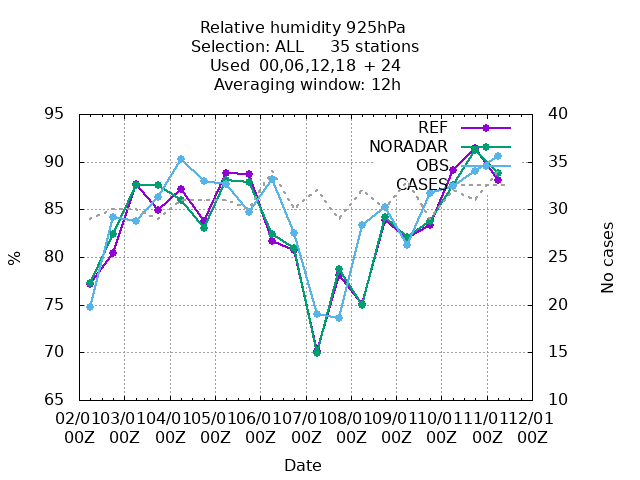 Relative humidity 925hPa
Selection: ALL 35 stations
Used 00,06,12,18 + 24
Averaging window: 12h
95 40
REF
NORADAR
90 35
OBS
CASES
85 30
80 25
% No cases
75 20
70 15
65 10
02/01 03/01 04/01 05/01 06/01 07/01 08/01 09/01 10/01 11/01 12/01
00Z 00Z 00Z 00Z 00Z 00Z 00Z 00Z 00Z 00Z 00Z
Date